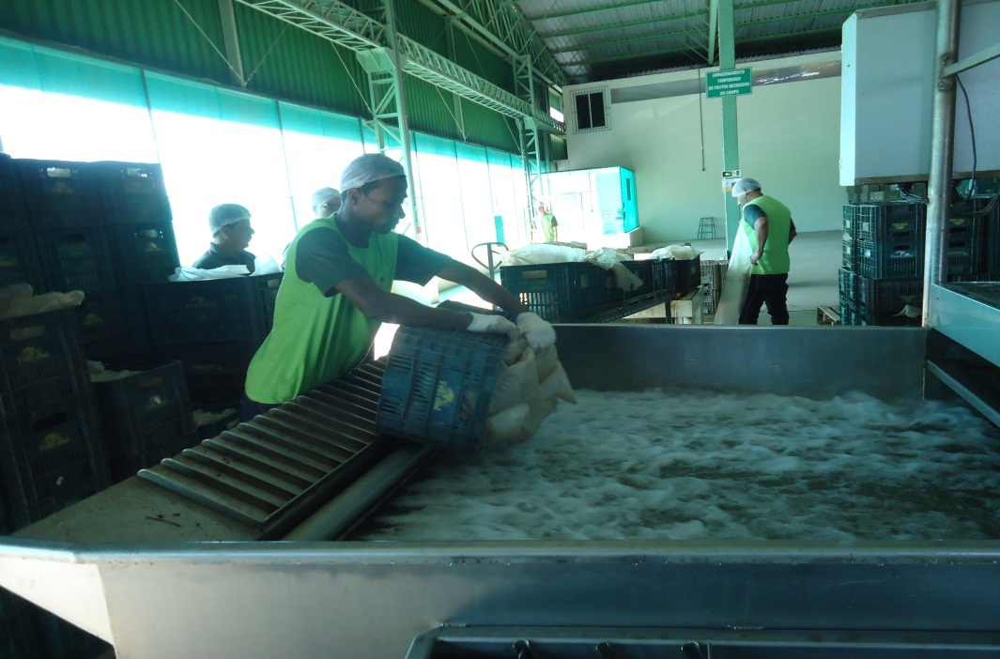 ARMAZENAMENTO
TEMPORÁRIO
DE FRUTOS RECEBIDOS
DO CAMPO